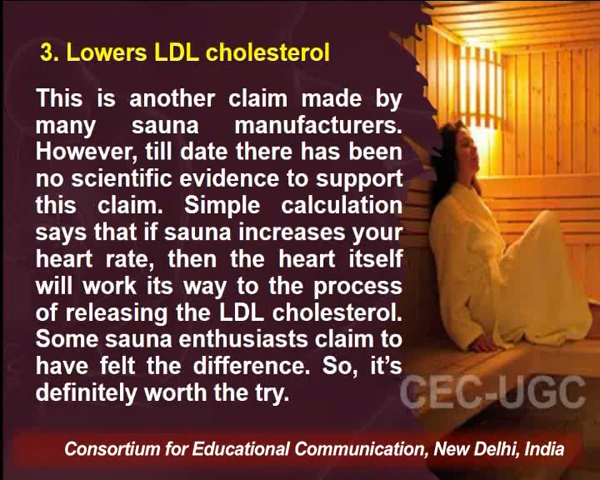 3. Lowers LDL cholesterol
This is another claim made by
many sauna manufacturers.
However, till date there has been
no scientific evidence to support
this claim. Simple calculation
says that if sauna increases your
heart rate, then the heart itself
will work its way to the process
of releasing the LDL cholesterol.
Some sauna enthusiasts claim to
have felt the difference. So, it's
definitely worth the try.
CEC-UGC
Consortium for Educational Communication, New Delhi, India